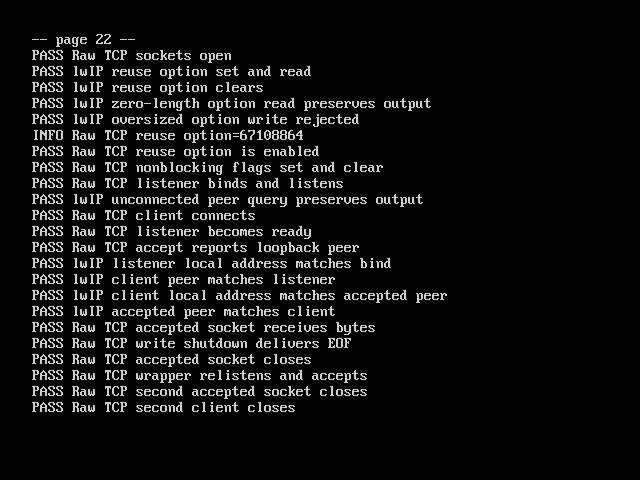 -- page 22 --
PASS Raw TCP sockets open
PASS lwIP reuse option set and read
PASS lwIP reuse option clears
PASS lwIP zero-length option read preserves output
PASS lwIP oversized option write rejected
INFO Raw TCP reuse option=67108864
PASS Raw TCP reuse option is enabled
PASS Raw TCP nonblocking flags set and clear
PASS Raw TCP listener binds and listens
PASS lwIP unconnected peer query preserves output
PASS Raw TCP client connects
PASS Raw TCP listener becomes ready
PASS Raw TCP accept reports loopback peer
PASS lwIP listener local address matches bind
PASS lwIP client peer matches listener
PASS lwIP client local address matches accepted peer
PASS lwIP accepted peer matches client
PASS Raw TCP accepted socket receives bytes
PASS Raw TCP write shutdown delivers EOF
PASS Raw TCP accepted socket closes
PASS Raw TCP wrapper relistens and accepts
PASS Raw TCP second accepted socket closes
PASS Raw TCP second client closes